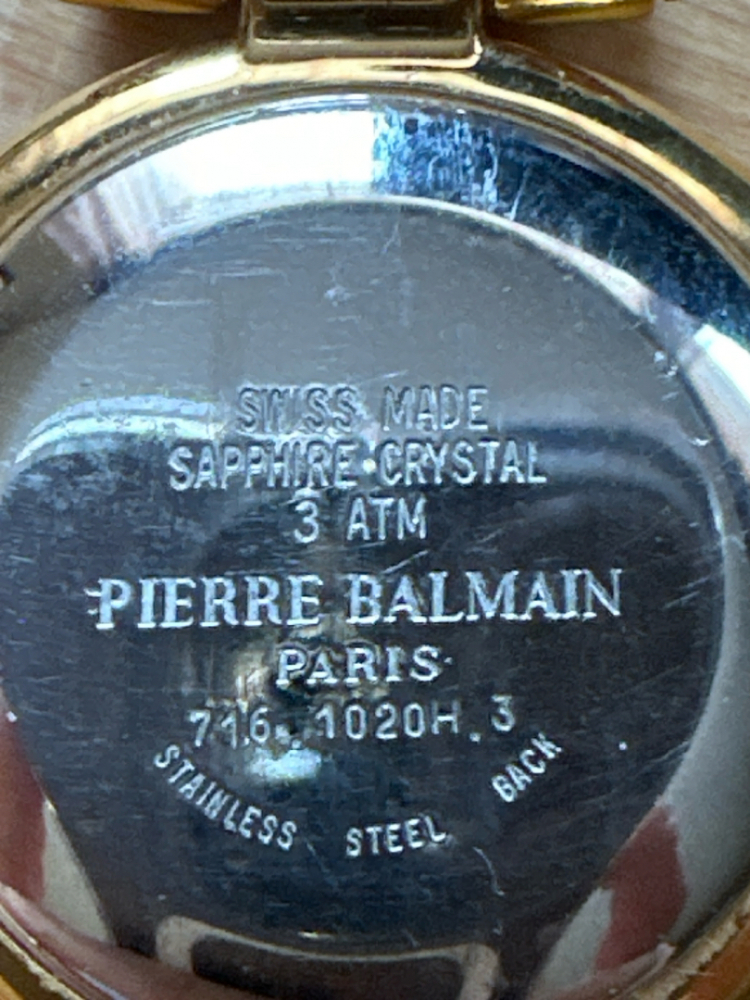 SWISS MADE
SAPPHIRE CRYSTAL
3 ATM
PIERRE BALMAIN
PARIS
716.1020H.3
STAINLESS STEEL BACK